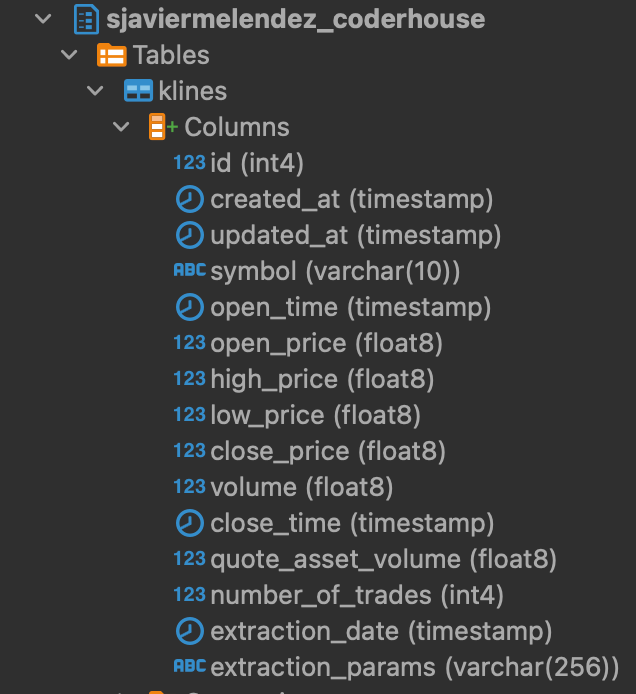 sjaviermelendez_coderhouse
Tables
klines
Columns
123 id (int4)
created_at (timestamp)
updated_at (timestamp)
ABC symbol (varchar(10))
open_time (timestamp)
123 open_price (float8)
123 high_price (float8)
123 low_price (float8)
123 close_price (float8)
123 volume (float8)
close_time (timestamp)
123 quote_asset_volume (float8)
123 number_of_trades (int4)
extraction_date (timestamp)
ABC extraction_params (varchar(256))